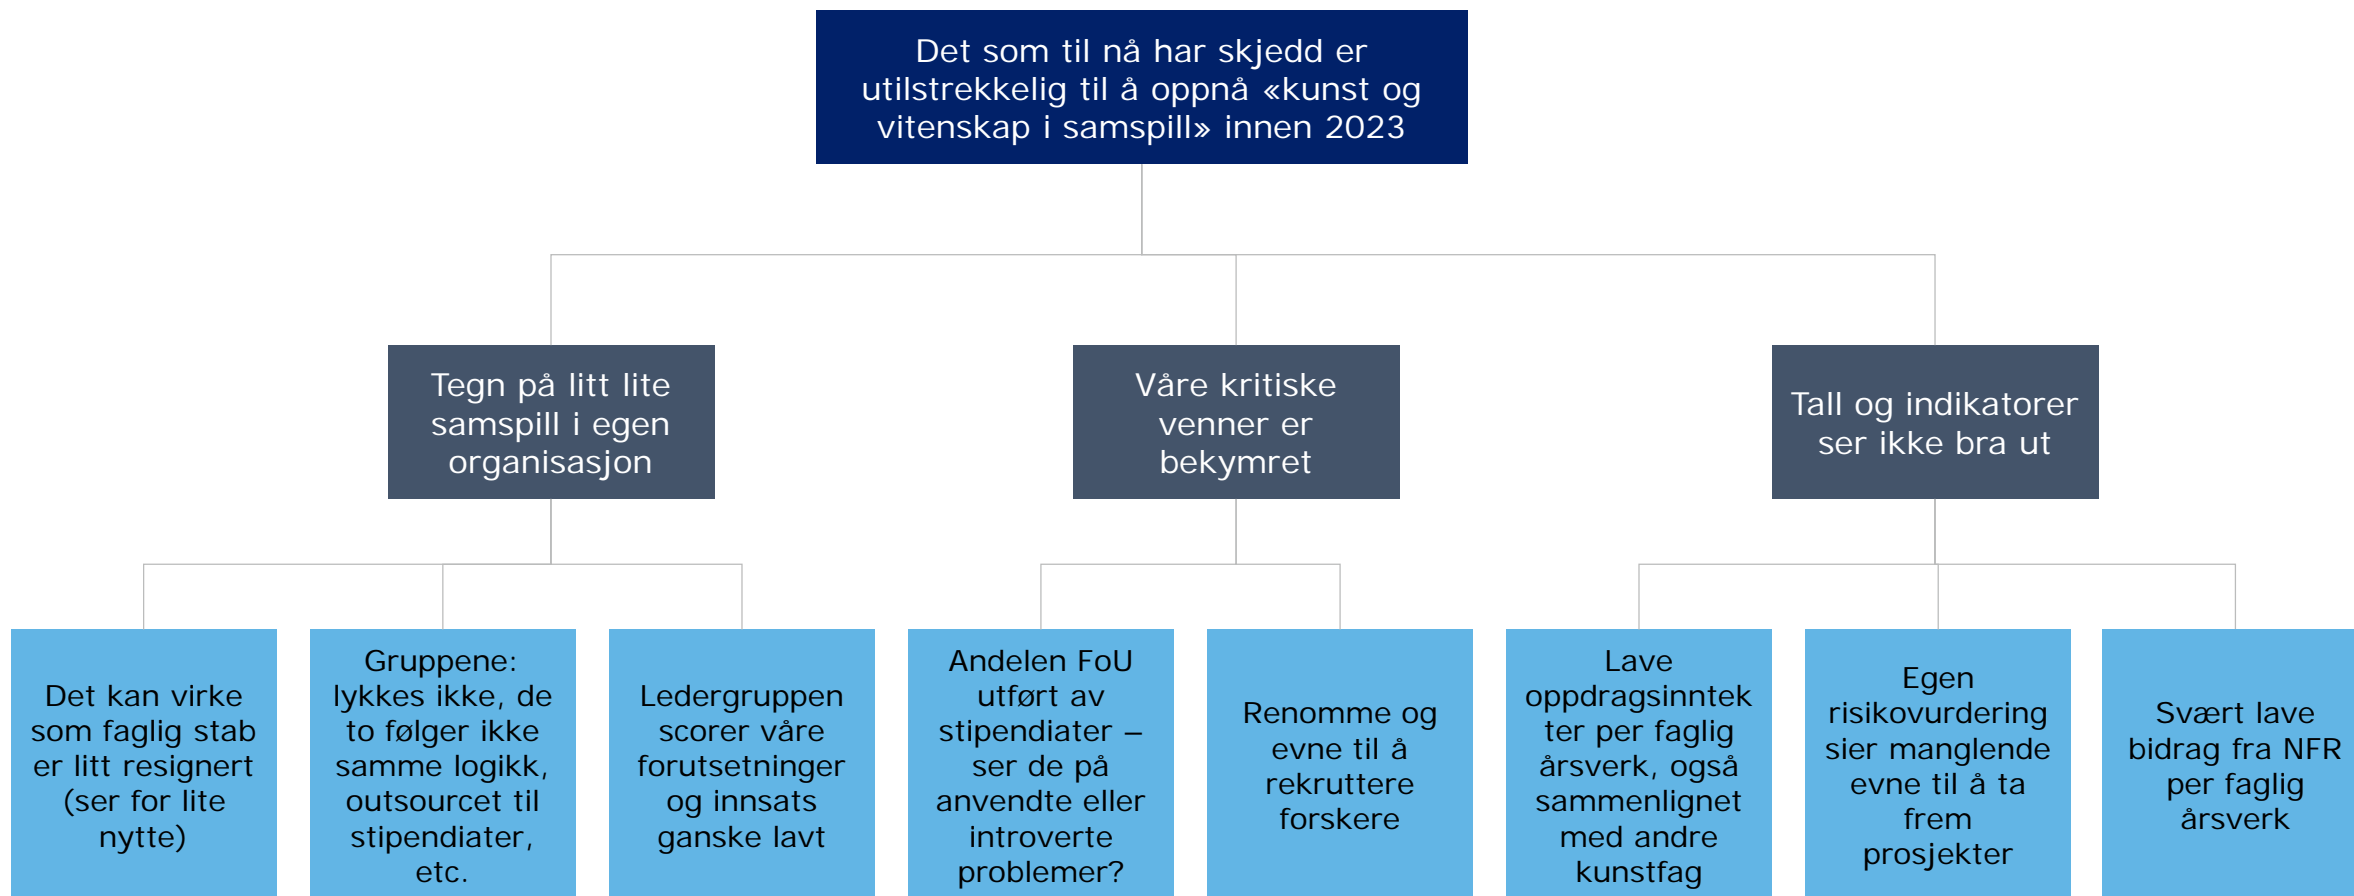 Det som til nå har skjedd er
utilstrekkelig til å oppnå «kunst og
vitenskap i samspill» innen 2023
Tegn på litt lite
samspill i egen
organisasjon
Våre kritiske
venner er
bekymret
Tall og indikatorer
ser ikke bra ut
Det kan virke
som faglig stab
er litt resignert
(ser for lite
nytte)
Gruppene:
lykkes ikke, de
to følger ikke
samme logikk,
outsourcet til
stipendiater,
etc.
Ledergruppen
scorer våre
forutsetninger
og innsats
ganske lavt
Andelen FoU
utført av
stipendiater –
ser de på
anvendte eller
introverte
problemer?
Renomme og
evne til å
rekruttere
forskere
Lave
oppdragsinntek
ter per faglig
årsverk, også
sammenlignet
med andre
kunstfag
Egen
risikovurdering
sier manglende
evne til å ta
frem
prosjekter
Svært lave
bidrag fra NFR
per faglig
årsverk